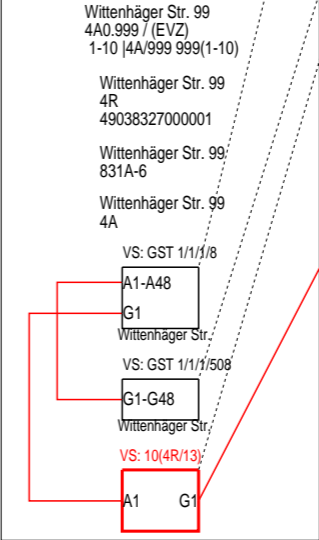 Wittenhäger Str. 99
4A0.999 / (EVZ)
1-10 |4A/999 999(1-10)
Wittenhäger Str. 99
4R
49038327000001
Wittenhäger Str. 99
831A-6
Wittenhäger Str. 99
4A
VS: GST 1/1/1/8
A1-A48
G1
Wittenhäger Str.
VS: GST 1/1/1/508
G1-G48
Wittenhäger Str.
VS: 10(4R/13)
A1 G1